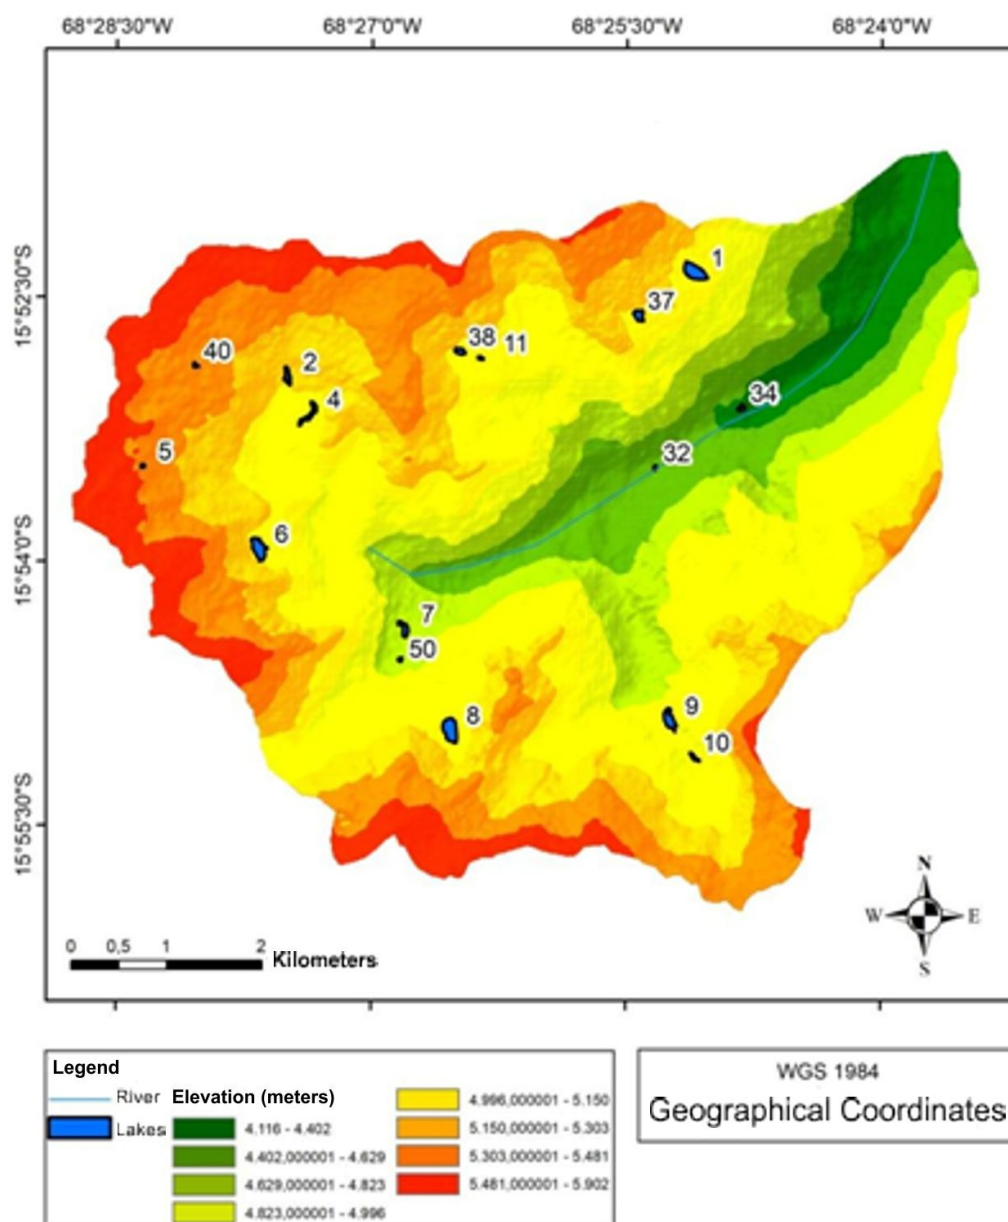 68°28'30"W 68°27'0"W 68°25'30"W 68°24'0"W
15°52'30"S
15°54'0"S
15°55'30"S
1
37
38 11
40
2
4
34
5
32
6
7
50
8
9
10
N
W E
S
0 0,5 1 2
Kilometers
Legend
River
Lakes
Elevation (meters)
4.116 - 4.402
4.402,000001 - 4.629
4.629,000001 - 4.823
4.823,000001 - 4.996
4.996,000001 - 5.150
5.150,000001 - 5.303
5.303,000001 - 5.481
5.481,000001 - 5.902
WGS 1984
Geographical Coordinates